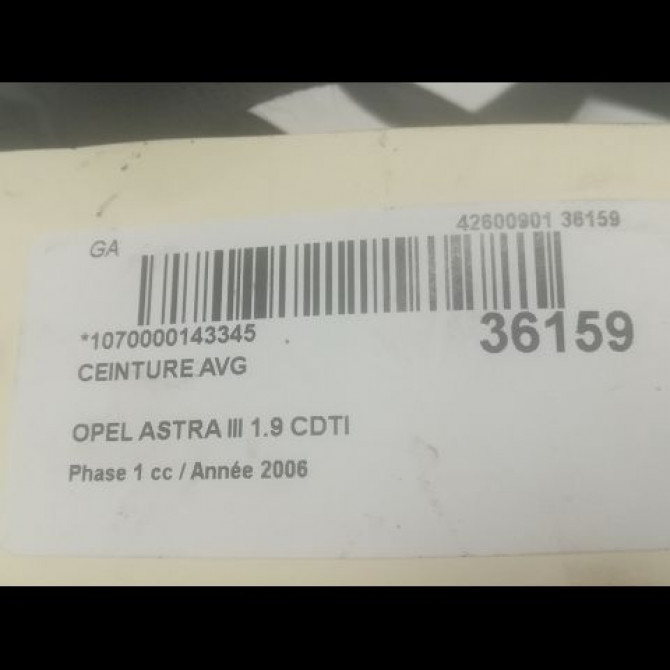 GA
42600901 36159
*1070000143345
36159
CEINTURE AVG
OPEL ASTRA III 1.9 CDTI
Phase 1 cc / Année 2006